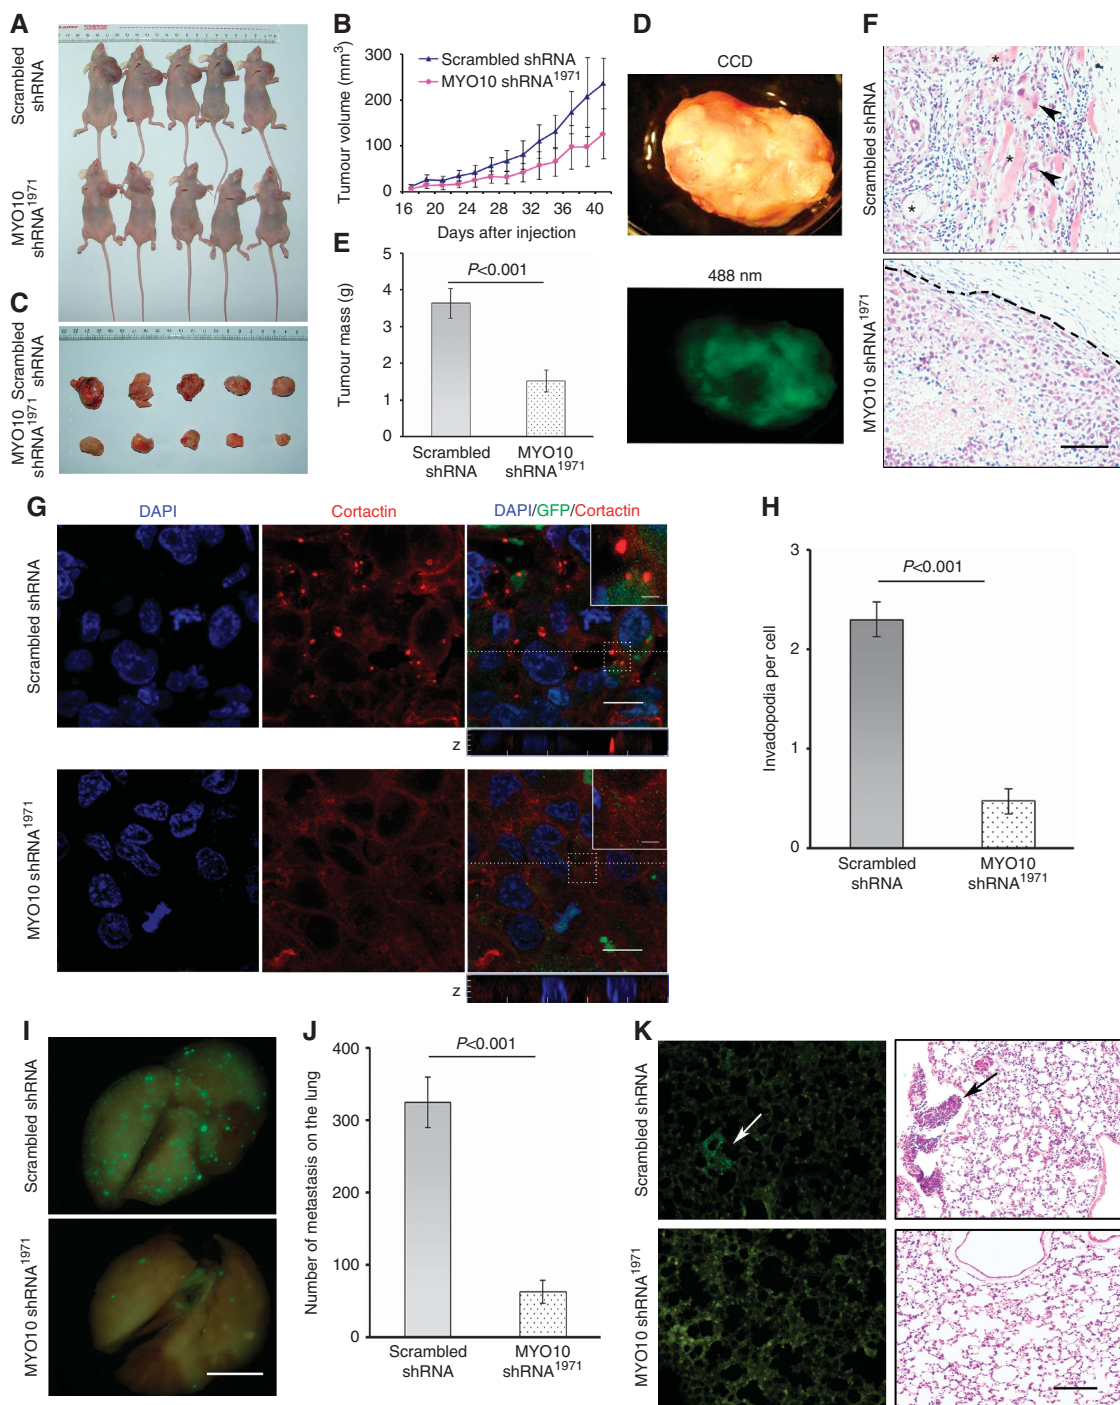 A
Scrambled
shRNA
MYO10
shRNA1971
B
Tumour volume (mm3)
300
200
100
0
Scrambled shRNA
MYO10 shRNA1971
16 20 24 28 32 36 40
Days after injection
C
Scrambled
shRNA
MYO10
shRNA1971
D
CCD
488 nm
E
Tumour mass (g)
5
4
3
2
1
0
P<0.001
Scrambled
shRNA
MYO10
shRNA1971
F
Scrambled shRNA
*
*
*
MYO10 shRNA1971
G
DAPI
Cortactin
DAPI/GFP/Cortactin
Scrambled shRNA
z
MYO10 shRNA1971
z
H
Invadopodia per cell
3
2
1
0
P<0.001
Scrambled
shRNA
MYO10
shRNA1971
I
Scrambled shRNA
MYO10 shRNA1971
J
Number of metastasis on the lung
400
300
200
100
0
P<0.001
Scrambled
shRNA
MYO10
shRNA1971
K
Scrambled shRNA
MYO10 shRNA1971